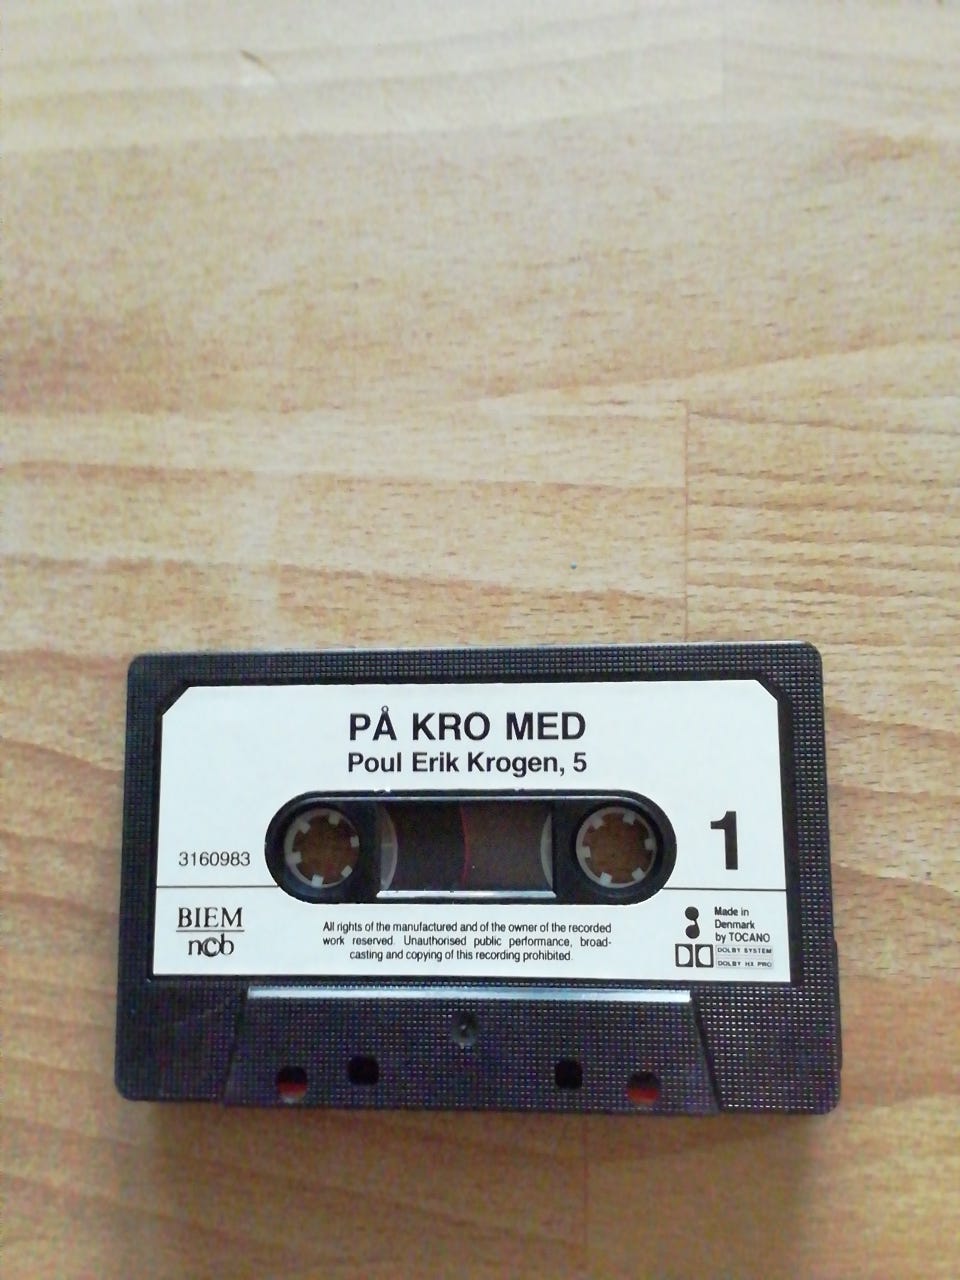 PÅ KRO MED
Poul Erik Krogen, 5
1
3160983
BIEM
ncb
All rights of the manufactured and of the owner of the recorded
work reserved. Unauthorised public performance, broad-
casting and copying of this recording prohibited.
Made in
Denmark
by TOCANO
DOLBY SYSTEM
DOLBY HX PRO